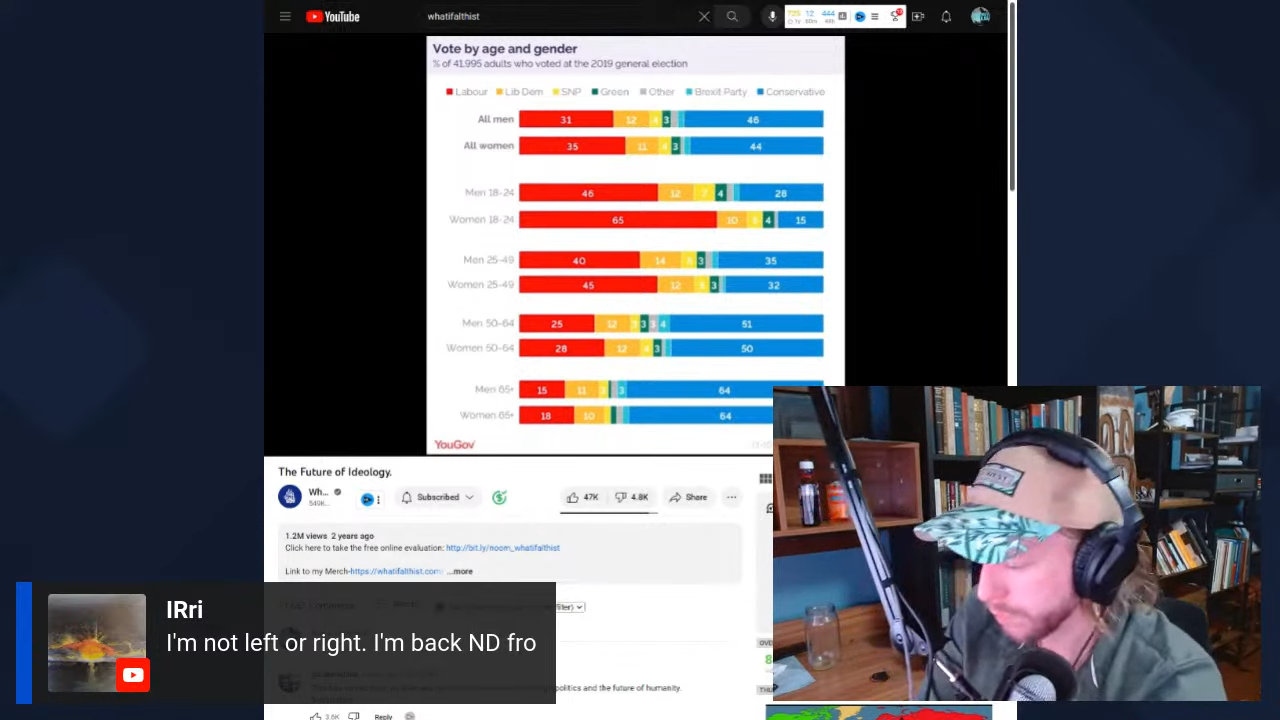 YouTube
whatifalthist
Vote by age and gender
% of 41,995 adults who voted at the 2019 general election
Labour Lib Dem SNP Green Other Brexit Party Conservative
All men 31 12 4 3 46
All women 35 11 4 3 44
Men 18-24 46 12 7 4 28
Women 18-24 65 10 4 15
Men 25-49 40 14 3 35
Women 25-49 45 12 3 32
Men 50-64 25 12 3 3 3 4 51
Women 50-64 28 12 4 3 50
Men 65+ 15 11 3 64
Women 65+ 18 10 64
YouGov
The Future of Ideology.
Wh...
549K...
Subscribed
47K
4.8K
Share
1.2M views 2 years ago
Click here to take the free online evaluation: http://bit.ly/noom_whatifalthist
Link to my Merch-https://whatifalthist.com/ ...more
IRri
I'm not left or right. I'm back ND fro
politics and the future of humanity.
3.6K
Reply